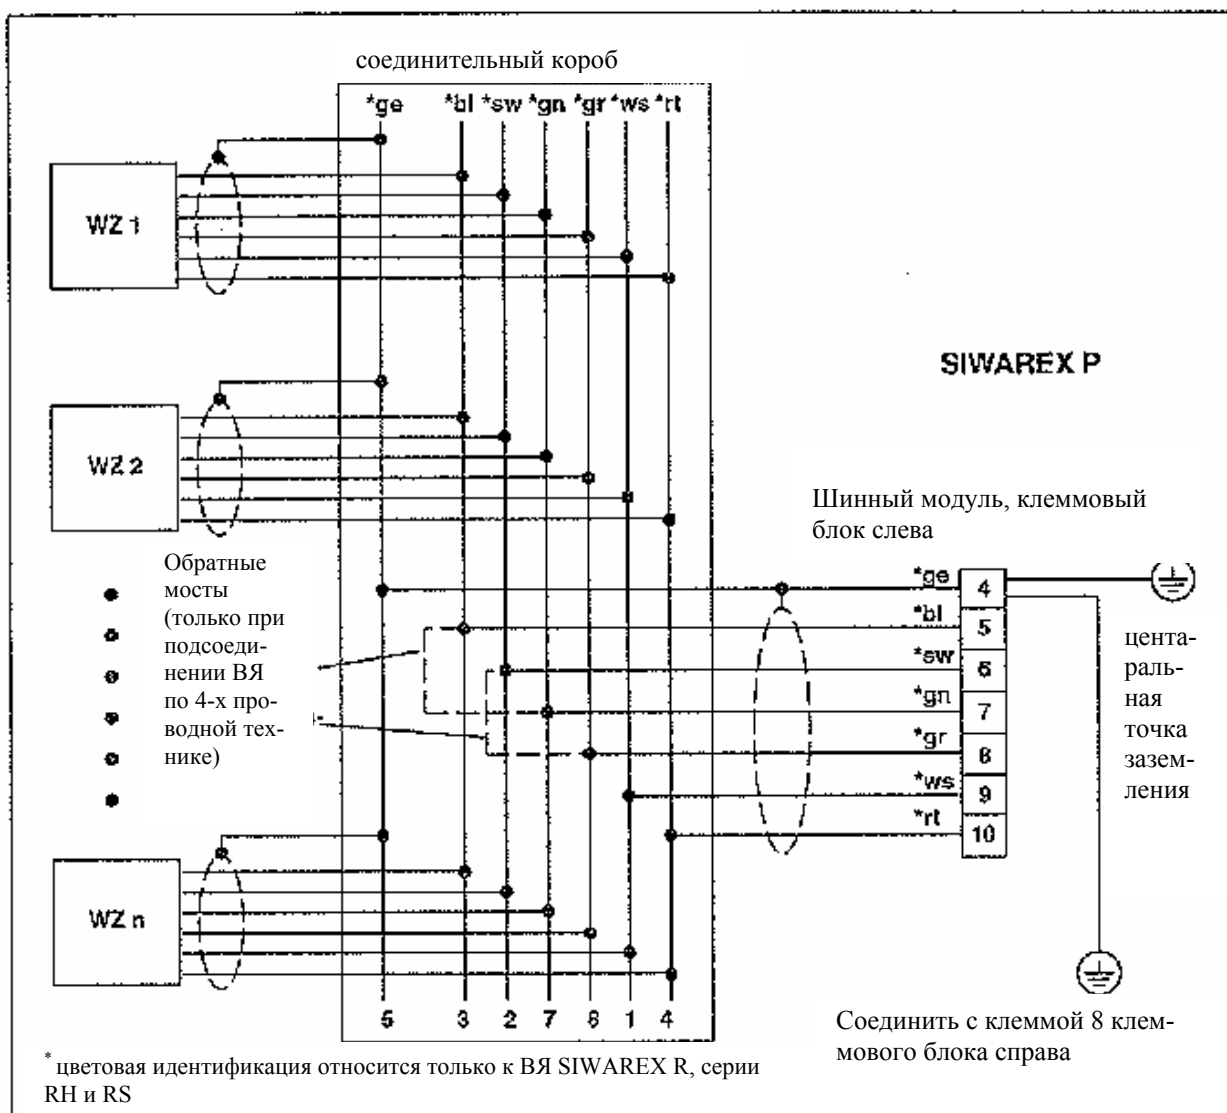 соединительный короб
*ge *bl *sw *gn *gr *ws *rt
WZ 1
SIWAREX P
WZ 2
Шинный модуль, клеммовый
блок слева
Обратные
мосты
(только при
подсоеди-
нении ВЯ
по 4-х про-
водной тех-
нике)
*ge 4
*bl 5
*sw 6
*gn 7
*gr 8
*ws 9
*rt 10
цента-
раль-
ная
точка
зазем-
ления
WZ n
5 3 2 7 6 1 4
Соединить с клеммой 8 клем-
мового блока справа
* цветовая идентификация относится только к ВЯ SIWAREX R, серии
RH и RS